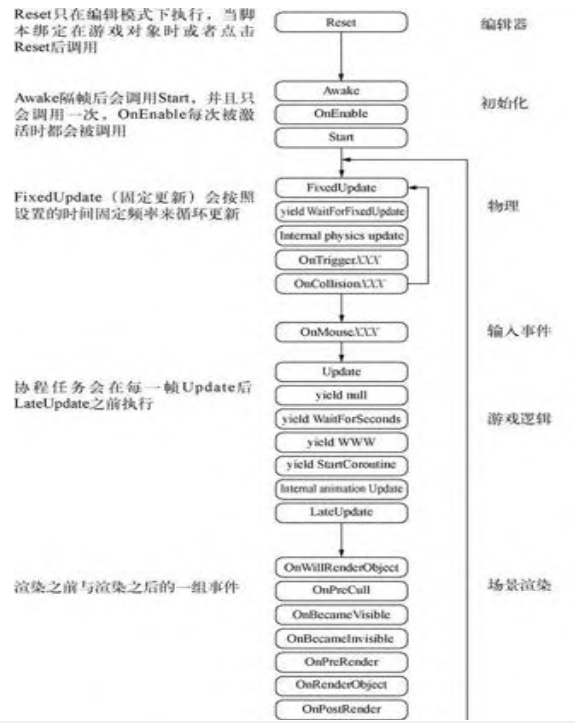 Reset只在编辑模式下执行，当脚
本绑定在游戏对象时或者点击
Reset后调用
Reset
编辑器
Awake隔帧后会调用Start，并且只
会调用一次，OnEnable每次被激
活时都会被调用
Awake
OnEnable
Start
初始化
FixedUpdate（固定更新）会按照
设置的时间固定频率来循环更新
FixedUpdate
yield WaitForFixedUpdate
Internal physics update
OnTriggerXXX
OnCollisionXXX
物理
OnMouseXXX
输入事件
协程任务会在每一帧Update后
LateUpdate之前执行
Update
yield null
yield WaitForSeconds
yield WWW
yield StartCoroutine
Internal animation Update
LateUpdate
游戏逻辑
渲染之前与渲染之后的一组事件
OnWillRenderObject
OnPreCull
OnBecameVisible
OnBecameInvisible
OnPreRender
OnRenderObject
OnPostRender
场景渲染